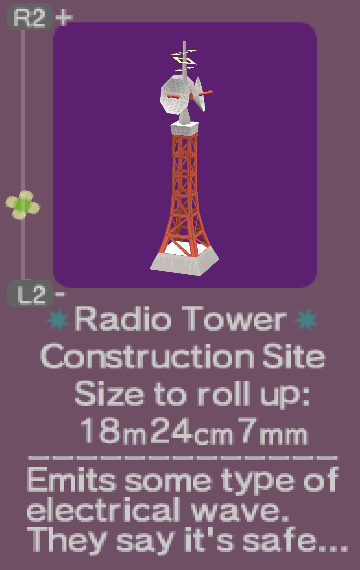 R2 +
L2 -
Radio Tower
Construction Site
Size to roll up:
18m24cm7mm
Emits some type of
electrical wave.
They say it's safe...